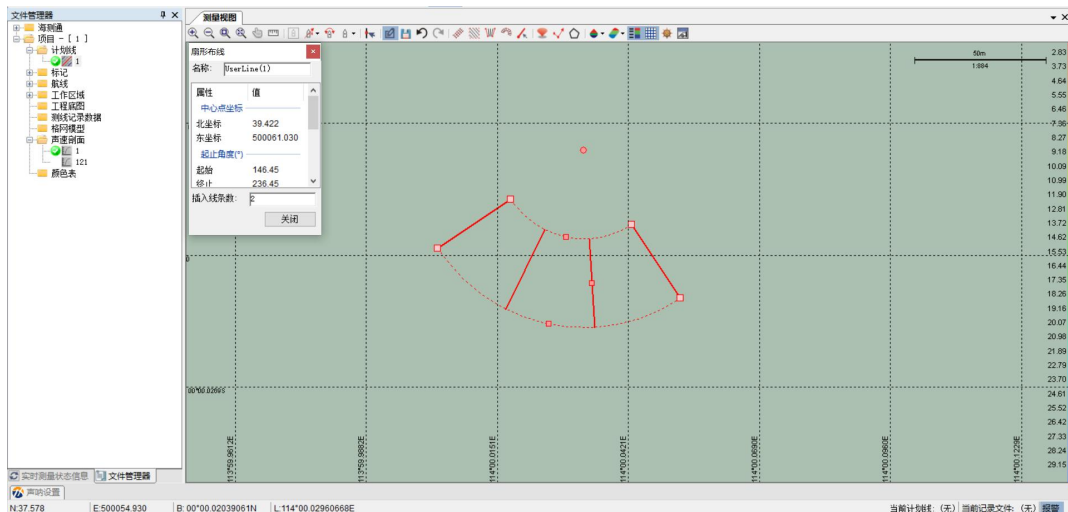 文件管理器
海测通
项目 - [ 1 ]
计划线
1
标记
航线
工作区域
工程底图
测线记录数据
格网模型
声速剖面
1
121
颜色表
实时测量状态信息 文件管理器
声呐设置
测量视图
扇形布线
名称: UserLine(1)
属性 值
中心点坐标
北坐标 39.422
东坐标 500061.030
起止角度(°)
起始 146.45
终止 236.45
插入线条数: 2
关闭
50m
1:884
2.83
3.73
4.64
5.55
6.46
7.36
8.27
9.18
10.09
10.99
11.90
12.81
13.72
14.62
15.53
16.44
17.35
18.26
19.16
20.07
20.98
21.89
22.79
23.70
24.61
25.52
26.42
27.33
28.24
29.15
00°00.02695
113°59.9612E
113°59.9882E
114°00.0151E
114°00.0421E
114°00.0690E
114°00.0960E
114°00.1229E
N:37.578 E:500054.930 B: 00°00.02039061N L:114°00.02960668E 当前计划线: (无) 当前记录文件: (无) 报警